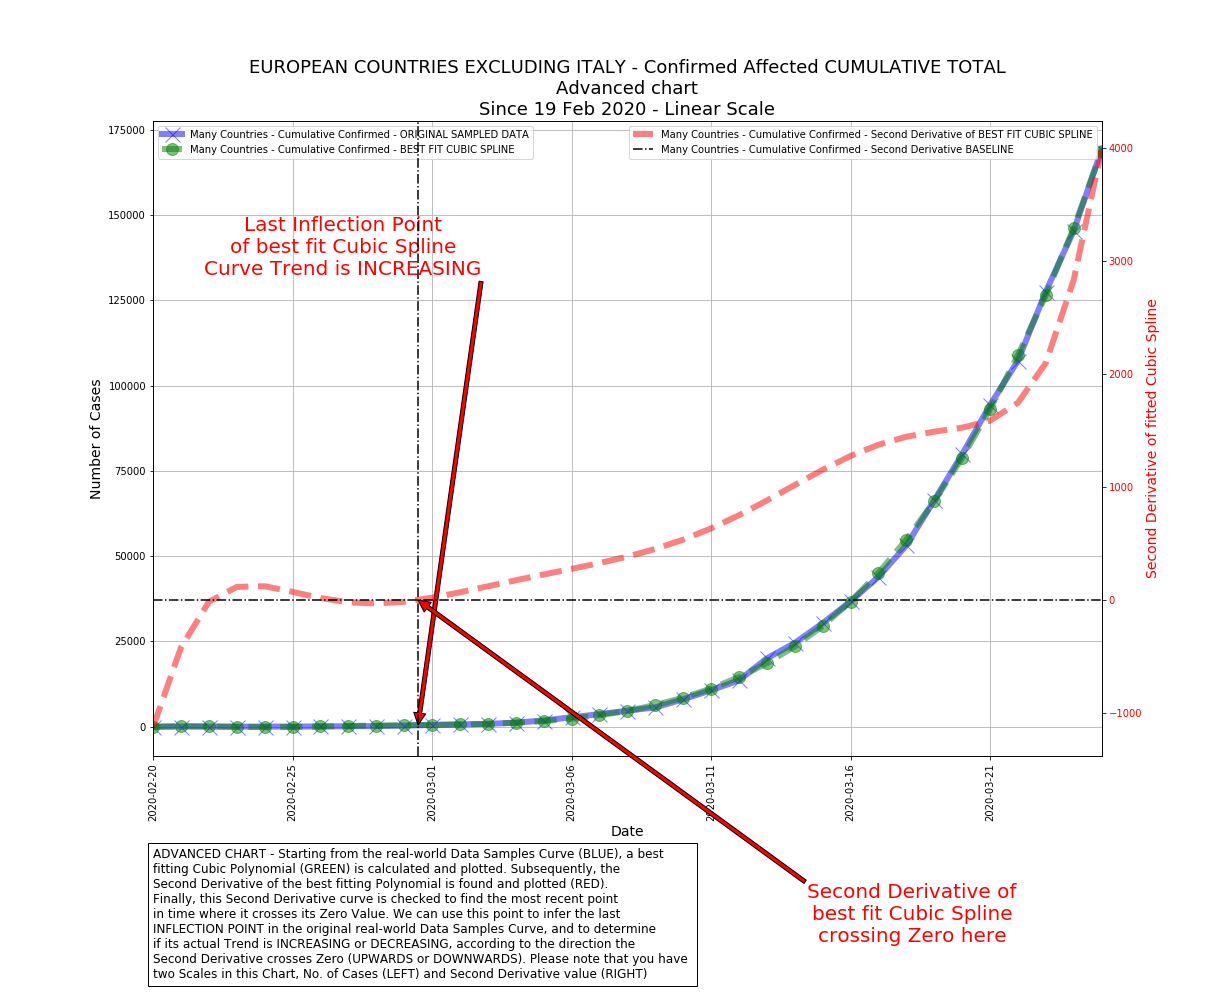 EUROPEAN COUNTRIES EXCLUDING ITALY - Confirmed Affected CUMULATIVE TOTAL
Advanced chart
Since 19 Feb 2020 - Linear Scale
Many Countries - Cumulative Confirmed - ORIGINAL SAMPLED DATA
Many Countries - Cumulative Confirmed - BEST FIT CUBIC SPLINE
Many Countries - Cumulative Confirmed - Second Derivative of BEST FIT CUBIC SPLINE
Many Countries - Cumulative Confirmed - Second Derivative BASELINE
Last Inflection Point
of best fit Cubic Spline
Curve Trend is INCREASING
Number of Cases
175000
150000
125000
100000
75000
50000
25000
0
4000
3000
2000
1000
0
−1000
Second Derivative of fitted Cubic Spline
2020-02-20
2020-02-25
2020-03-01
2020-03-06
2020-03-11
2020-03-16
2020-03-21
Date
ADVANCED CHART - Starting from the real-world Data Samples Curve (BLUE), a best
fitting Cubic Polynomial (GREEN) is calculated and plotted. Subsequently, the
Second Derivative of the best fitting Polynomial is found and plotted (RED).
Finally, this Second Derivative curve is checked to find the most recent point
in time where it crosses its Zero Value. We can use this point to infer the last
INFLECTION POINT in the original real-world Data Samples Curve, and to determine
if its actual Trend is INCREASING or DECREASING, according to the direction the
Second Derivative crosses Zero (UPWARDS or DOWNWARDS). Please note that you have
two Scales in this Chart, No. of Cases (LEFT) and Second Derivative value (RIGHT)
Second Derivative of
best fit Cubic Spline
crossing Zero here